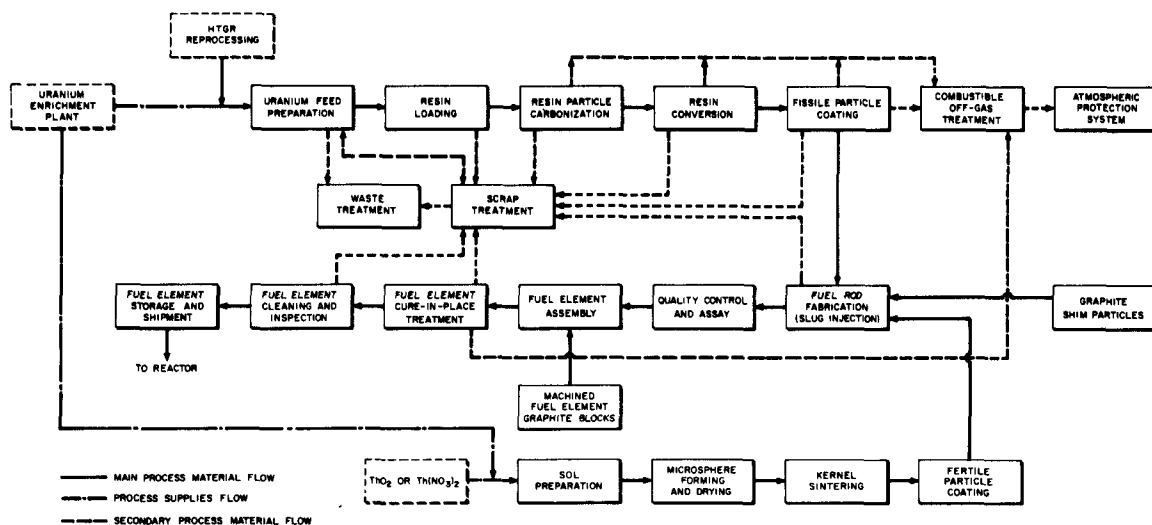 HTGR
REPROCESSING
URANIUM
ENRICHMENT
PLANT
URANIUM FEED
PREPARATION
RESIN
LOADING
RESIN PARTICLE
CARBONIZATION
RESIN
CONVERSION
FISSILE PARTICLE
COATING
COMBUSTIBLE
OFF-GAS
TREATMENT
ATMOSPHERIC
PROTECTION
SYSTEM
WASTE
TREATMENT
SCRAP
TREATMENT
FUEL ELEMENT
STORAGE AND
SHIPMENT
FUEL ELEMENT
CLEANING AND
INSPECTION
FUEL ELEMENT
CURE-IN-PLACE
TREATMENT
FUEL ELEMENT
ASSEMBLY
QUALITY CONTROL
AND ASSAY
FUEL ROD
FABRICATION
(SLUG INJECTION)
GRAPHITE
SHIM PARTICLES
TO REACTOR
MACHINED
FUEL ELEMENT
GRAPHITE BLOCKS
ThO2 OR Th(NO3)2
SOL
PREPARATION
MICROSPHERE
FORMING
AND DRYING
KERNEL
SINTERING
FERTILE
PARTICLE
COATING
MAIN PROCESS MATERIAL FLOW
PROCESS SUPPLIES FLOW
SECONDARY PROCESS MATERIAL FLOW